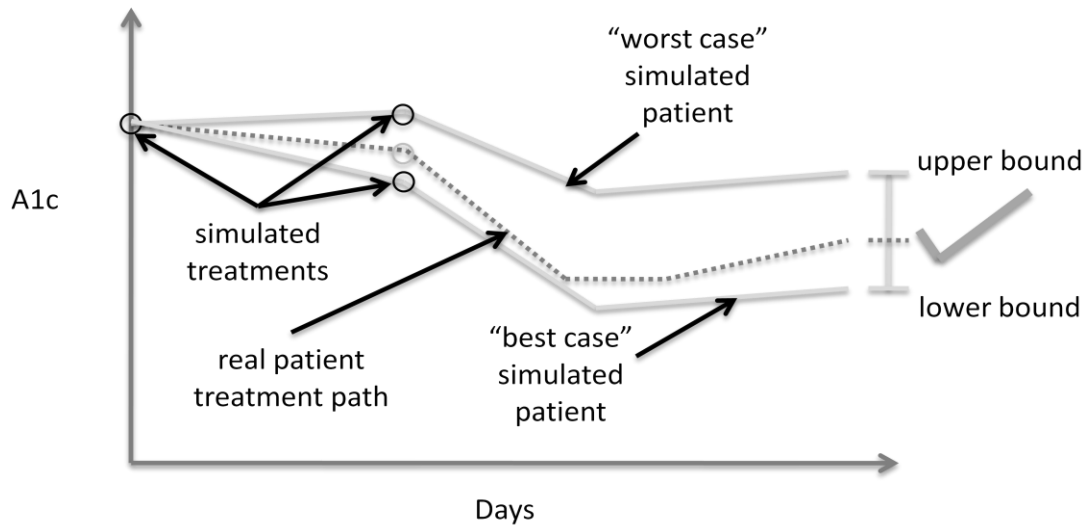 “worst case”
simulated
patient
upper bound
A1c
simulated
treatments
lower bound
“best case”
simulated
patient
real patient
treatment path
Days